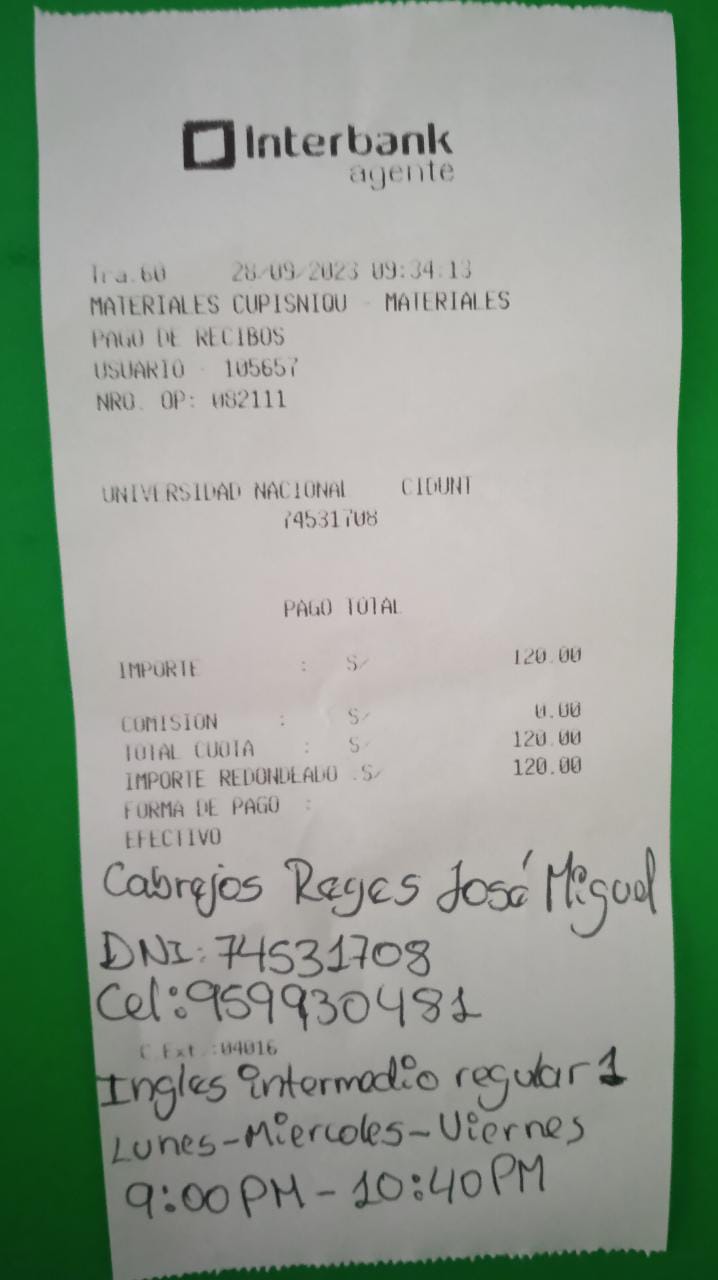 Interbank
agente
Tra.60 28/09/2023 09:34:13
MATERIALES CUPISNIQU - MATERIALES
PAGO DE RECIBOS
USUARIO - 105657
NRO. OP: 082111
UNIVERSIDAD NACIONAL CIDUNT
74531708
PAGO TOTAL
IMPORTE : S/ 120.00
COMISION : S/ 0.00
TOTAL CUOTA : S/ 120.00
IMPORTE REDONDEADO :S/ 120.00
FORMA DE PAGO :
EFECTIVO
Cabrejos Reyes José Miguel
DNI: 74531708
Cel: 959930481
C.Ext.:04016
Ingles intermedio regular 1
Lunes-Miercoles-Viernes
9:00PM - 10:40PM